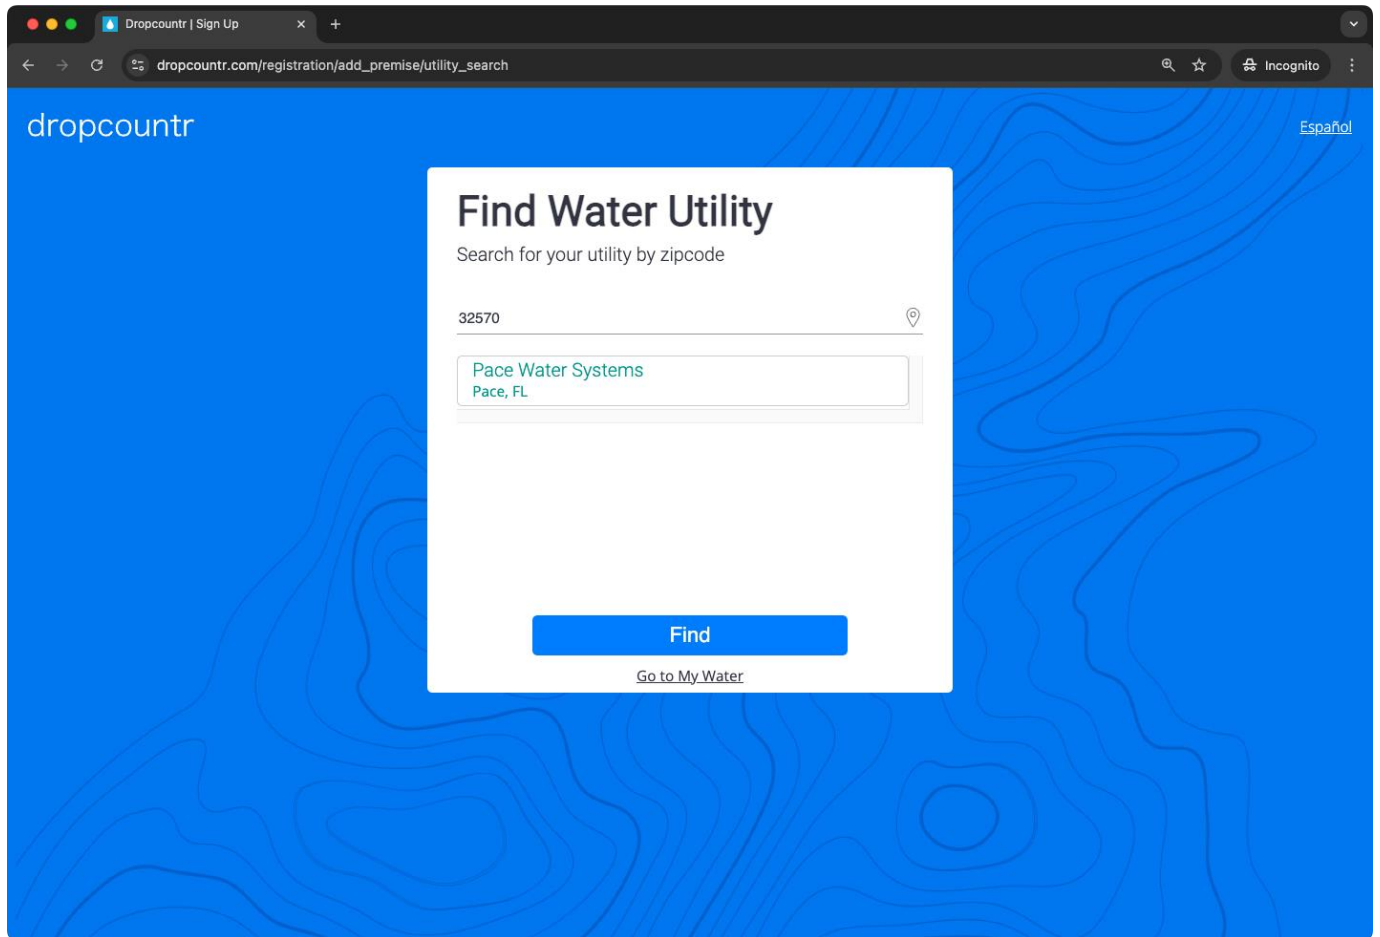 Dropcountr | Sign Up
dropcountr.com/registration/add_premise/utility_search
Incognito
dropcountr
Español
Find Water Utility
Search for your utility by zipcode
32570
Pace Water Systems
Pace, FL
Find
Go to My Water